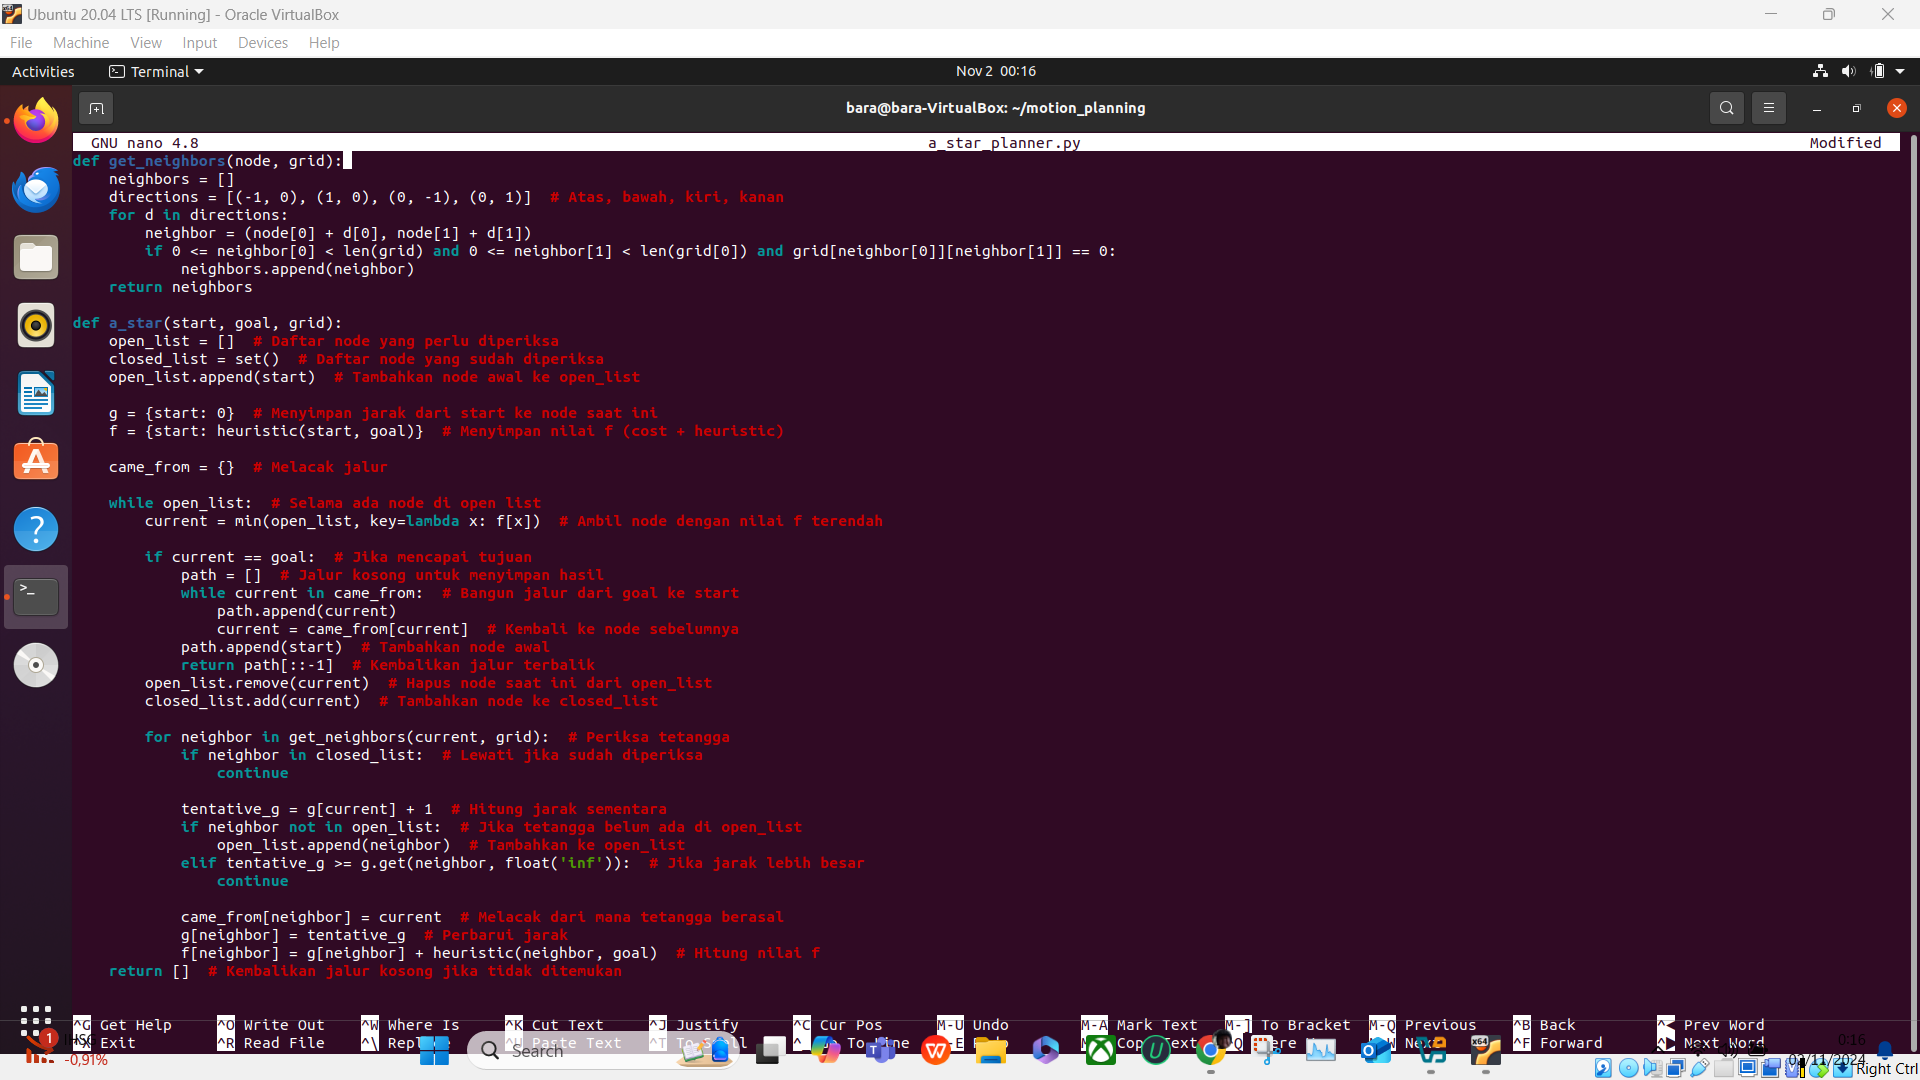 Ubuntu 20.04 LTS [Running] - Oracle VirtualBox
File Machine View Input Devices Help
Activities Terminal Nov 2 00:16
bara@bara-VirtualBox: ~/motion_planning
GNU nano 4.8 a_star_planner.py Modified
def get_neighbors(node, grid):
    neighbors = []
    directions = [(-1, 0), (1, 0), (0, -1), (0, 1)]  # Atas, bawah, kiri, kanan
    for d in directions:
        neighbor = (node[0] + d[0], node[1] + d[1])
        if 0 <= neighbor[0] < len(grid) and 0 <= neighbor[1] < len(grid[0]) and grid[neighbor[0]][neighbor[1]] == 0:
            neighbors.append(neighbor)
    return neighbors
def a_star(start, goal, grid):
    open_list = []  # Daftar node yang perlu diperiksa
    closed_list = set()  # Daftar node yang sudah diperiksa
    open_list.append(start)  # Tambahkan node awal ke open_list
    g = {start: 0}  # Menyimpan jarak dari start ke node saat ini
    f = {start: heuristic(start, goal)}  # Menyimpan nilai f (cost + heuristic)
    came_from = {}  # Melacak jalur
    while open_list:  # Selama ada node di open list
        current = min(open_list, key=lambda x: f[x])  # Ambil node dengan nilai f terendah
        if current == goal:  # Jika mencapai tujuan
            path = []  # Jalur kosong untuk menyimpan hasil
            while current in came_from:  # Bangun jalur dari goal ke start
                path.append(current)
                current = came_from[current]  # Kembali ke node sebelumnya
            path.append(start)  # Tambahkan node awal
            return path[::-1]  # Kembalikan jalur terbalik
        open_list.remove(current)  # Hapus node saat ini dari open_list
        closed_list.add(current)  # Tambahkan node ke closed_list
        for neighbor in get_neighbors(current, grid):  # Periksa tetangga
            if neighbor in closed_list:  # Lewati jika sudah diperiksa
                continue
            tentative_g = g[current] + 1  # Hitung jarak sementara
            if neighbor not in open_list:  # Jika tetangga belum ada di open_list
                open_list.append(neighbor)  # Tambahkan ke open_list
            elif tentative_g >= g.get(neighbor, float('inf')):  # Jika jarak lebih besar
                continue
            came_from[neighbor] = current  # Melacak dari mana tetangga berasal
            g[neighbor] = tentative_g  # Perbarui jarak
            f[neighbor] = g[neighbor] + heuristic(neighbor, goal)  # Hitung nilai f
    return []  # Kembalikan jalur kosong jika tidak ditemukan
^G Get Help ^O Write Out ^W Where Is ^K Cut Text ^J Justify ^C Cur Pos M-U Undo M-A Mark Text M-] To Bracket M-Q Previous ^B Back ^◄ Prev Word
Exit ^R Read File ^\ Paste Text ^F Forward ^► Next Word
1 IHSG
-0,91%
Search
0:16
02/11/2024
Right Ctrl